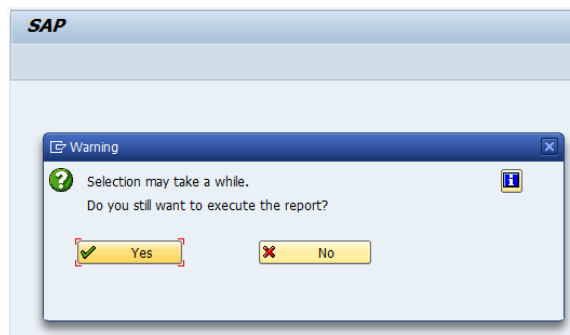 SAP
Warning
Selection may take a while.
Do you still want to execute the report?
Yes
No